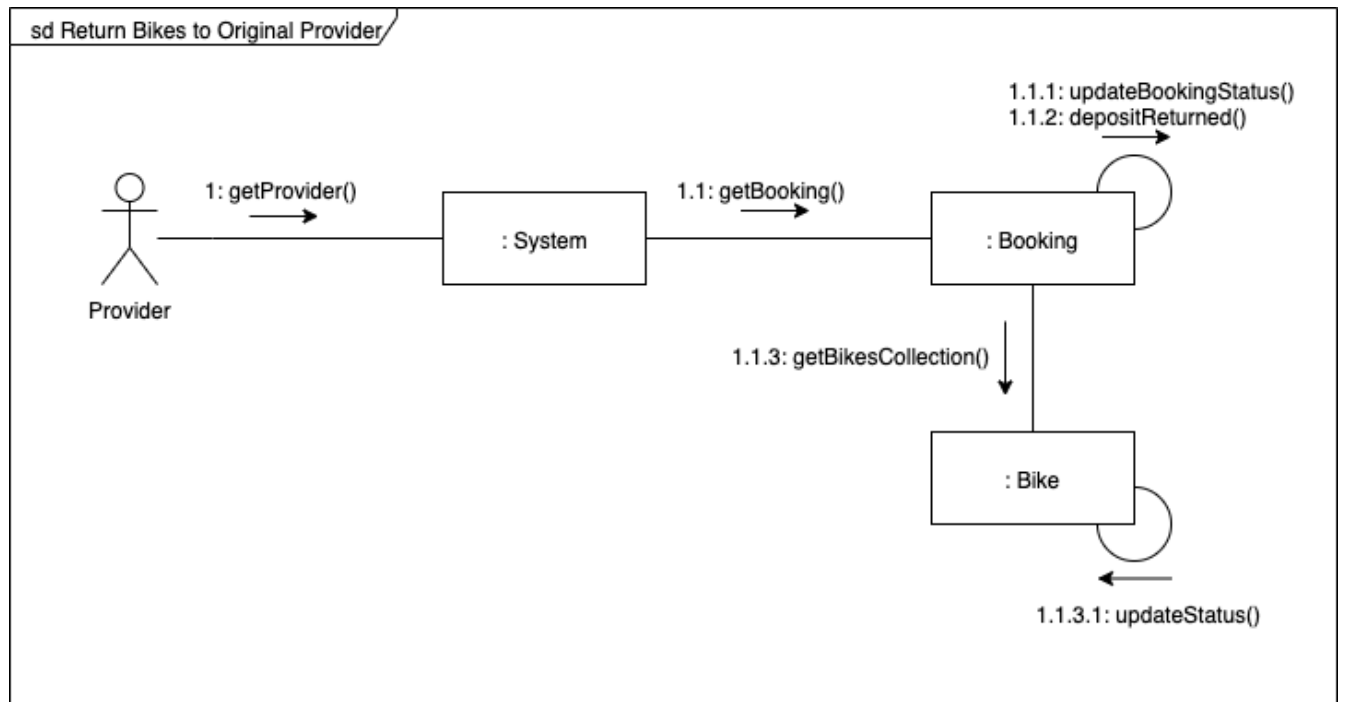 sd Return Bikes to Original Provider
1.1.1: updateBookingStatus()
1.1.2: depositReturned()
1: getProvider()
1.1: getBooking()
: System
: Booking
Provider
1.1.3: getBikesCollection()
: Bike
1.1.3.1: updateStatus()